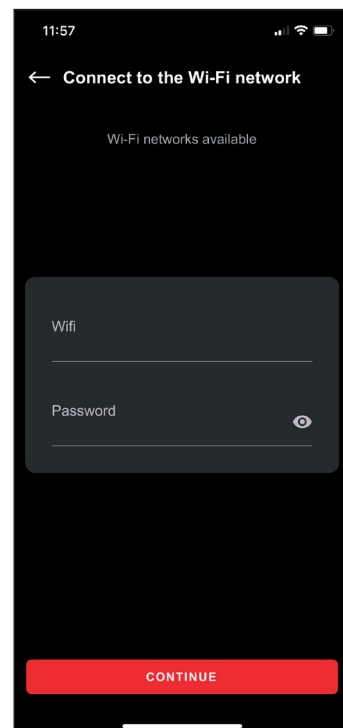 11:57
Connect to the Wi-Fi network
Wi-Fi networks available
Wifi
Password
CONTINUE